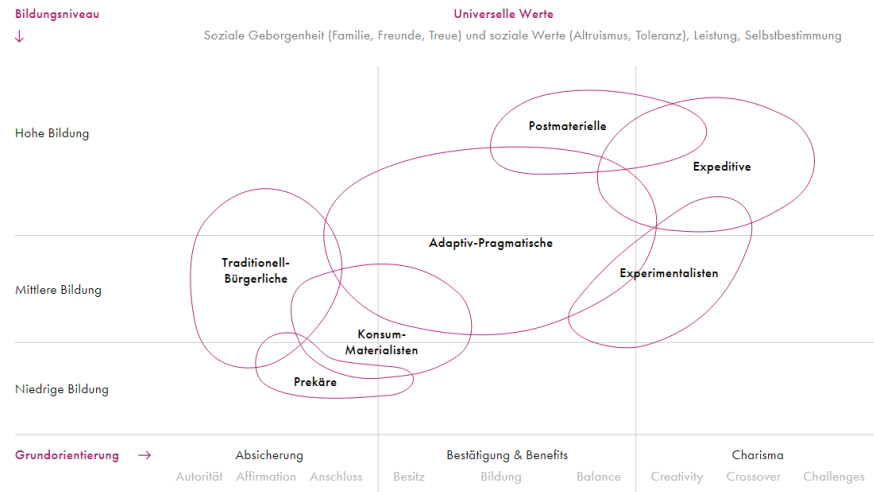 Bildungsniveau
Universelle Werte
↓
Soziale Geborgenheit (Familie, Freunde, Treue) und soziale Werte (Altruismus, Toleranz), Leistung, Selbstbestimmung
Postmaterielle
Hohe Bildung
Expeditive
Adaptiv-Pragmatische
Traditionell-
Bürgerliche
Experimentalisten
Mittlere Bildung
Konsum-
Materialisten
Prekäre
Niedrige Bildung
Grundorientierung → Absicherung Bestätigung & Benefits Charisma
Autorität Affirmation Anschluss Besitz Bildung Balance Creativity Crossover Challenges